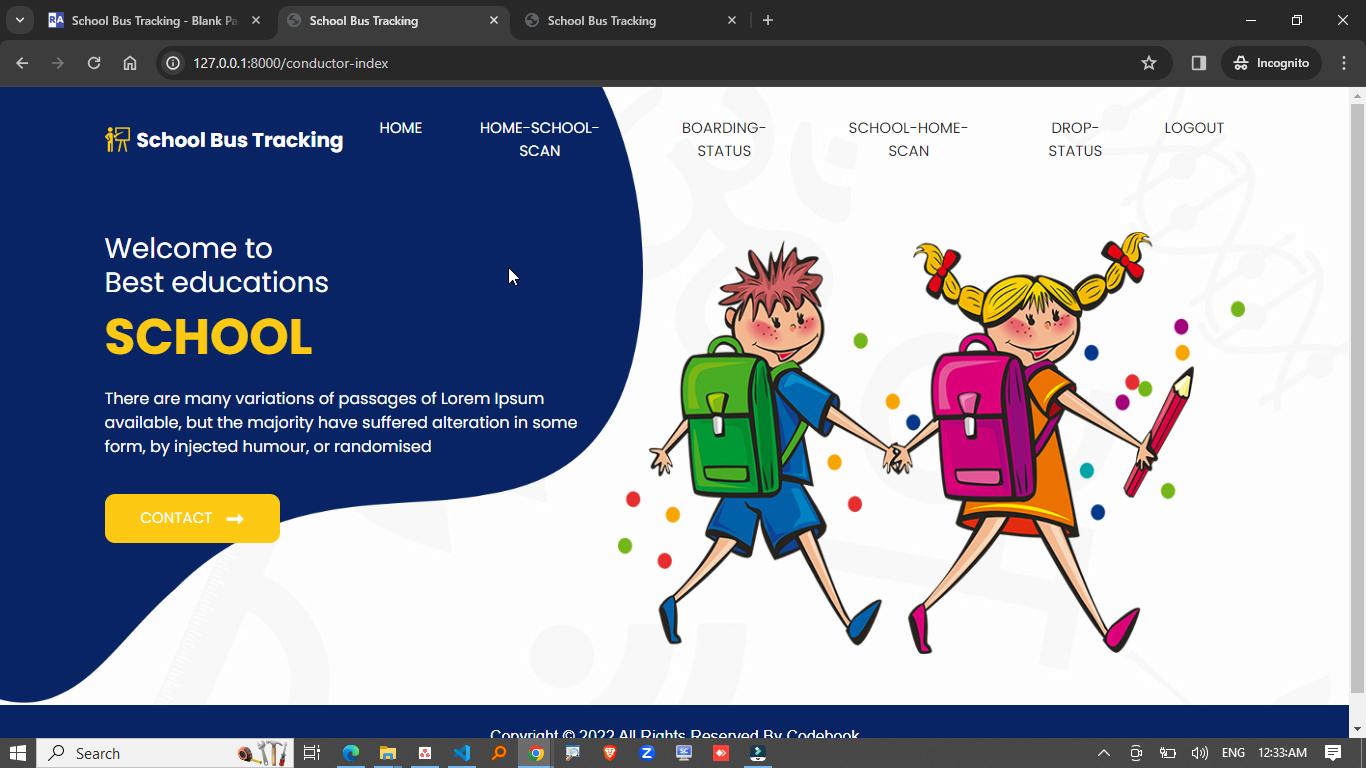 School Bus Tracking - Blank Pa
School Bus Tracking
School Bus Tracking
127.0.0.1:8000/conductor-index
Incognito
School Bus Tracking
HOME
HOME-SCHOOL-
SCAN
BOARDING-
STATUS
SCHOOL-HOME-
SCAN
DROP-
STATUS
LOGOUT
Welcome to
Best educations
SCHOOL
There are many variations of passages of Lorem Ipsum
available, but the majority have suffered alteration in some
form, by injected humour, or randomised
CONTACT
Copyright © 2022 All Rights Reserved By Codebook
Search
ENG
12:33:AM